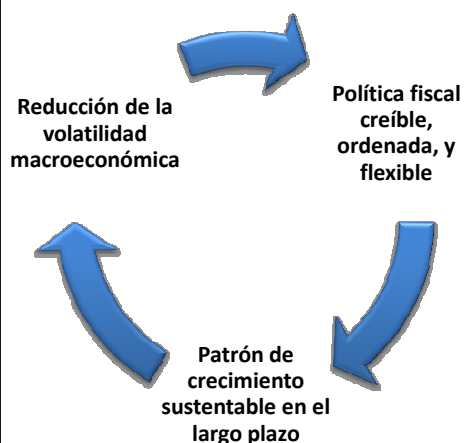 Reducción de la
volatilidad
macroeconómica
Política fiscal
creíble,
ordenada, y
flexible
Patrón de
crecimiento
sustentable en el
largo plazo